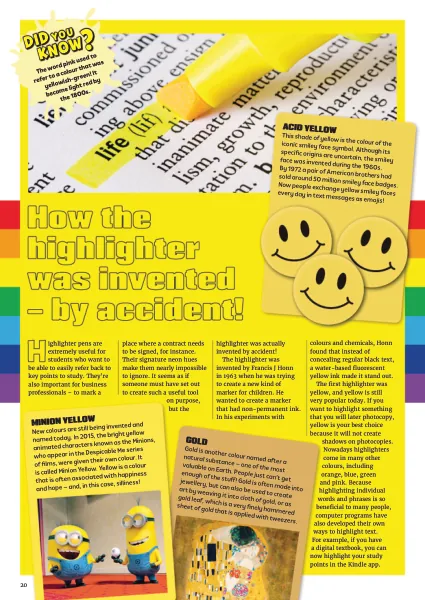 DID YOU
KNOW?
The word pink used to
refer to a colour that was
yellowish-green! It
became light red by
the 1800s.
June
commissioned
ing above ensign
life (lif)
that di
inanimate matter
lism, growth, reproduc
tation to
environment
characteristi
ACID YELLOW
This shade of yellow is the colour of the
iconic smiley face symbol. Although its
specific origins are uncertain, the smiley
face was invented during the 1960s.
By 1972 a pair of American brothers had
sold around 50 million smiley face badges.
Now people exchange yellow smiley faces
every day in text messages as emojis!
How the
highlighter
was invented
– by accident!
Highlighter pens are
extremely useful for
students who want to
be able to easily refer back to
key points to study. They're
also important for business
professionals – to mark a
place where a contract needs
to be signed, for instance.
Their signature neon hues
make them nearly impossible
to ignore. It seems as if
someone must have set out
to create such a useful tool
on purpose,
but the
highlighter was actually
invented by accident!
The highlighter was
invented by Francis J Honn
in 1963 when he was trying
to create a new kind of
marker for children. He
wanted to create a marker
that had non-permanent ink.
In his experiments with
colours and chemicals, Honn
found that instead of
concealing regular black text,
a water-based fluorescent
yellow ink made it stand out.
The first highlighter was
yellow, and yellow is still
very popular today. If you
want to highlight something
that you will later photocopy,
yellow is your best choice
because it will not create
shadows on photocopies.
Nowadays highlighters
come in many other
colours, including
orange, blue, green
and pink. Because
highlighting individual
words and phrases is so
beneficial to many people,
computer programs have
also developed their own
ways to highlight text.
For example, if you have
a digital textbook, you can
now highlight your study
points in the Kindle app.
MINION YELLOW
New colours are still being invented and
named today. In 2015, the bright yellow
animated characters known as the Minions,
who appear in the Despicable Me series
of films, were given their own colour. It
is called Minion Yellow. Yellow is a colour
that is often associated with happiness
and hope – and, in this case, silliness!
GOLD
Gold is another colour named after a
natural substance – one of the most
valuable on Earth. People just can't get
enough of the stuff! Gold is often made into
jewellery, but can also be used to create
art by weaving it into cloth of gold, or as
gold leaf, which is a very finely hammered
sheet of gold that is applied with tweezers.
20